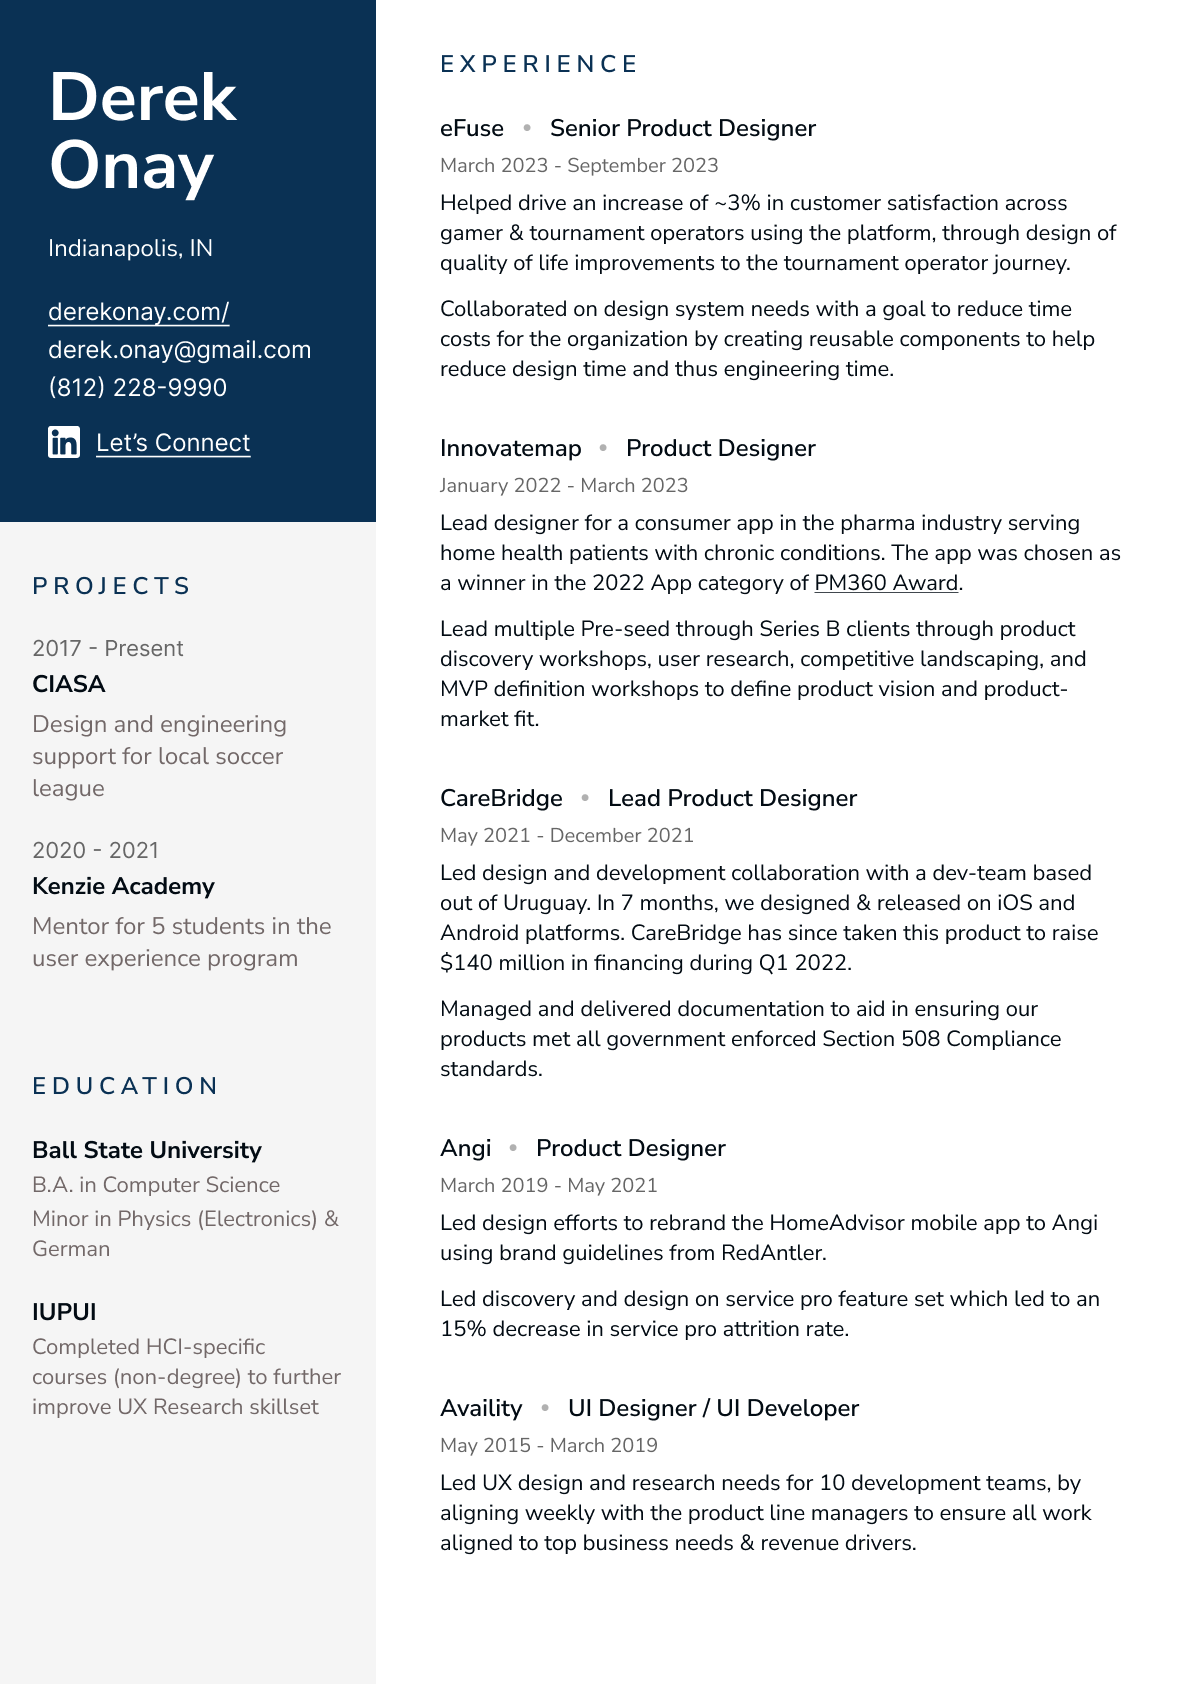 Derek
Onay
Indianapolis, IN
derekonay.com/
derek.onay@gmail.com
(812) 228-9990
in Let’s Connect
PROJECTS
2017 - Present
CIASA
Design and engineering
support for local soccer
league
2020 - 2021
Kenzie Academy
Mentor for 5 students in the
user experience program
EDUCATION
Ball State University
B.A. in Computer Science
Minor in Physics (Electronics) &
German
IUPUI
Completed HCI-specific
courses (non-degree) to further
improve UX Research skillset
EXPERIENCE
eFuse • Senior Product Designer
March 2023 - September 2023
Helped drive an increase of ~3% in customer satisfaction across
gamer & tournament operators using the platform, through design of
quality of life improvements to the tournament operator journey.
Collaborated on design system needs with a goal to reduce time
costs for the organization by creating reusable components to help
reduce design time and thus engineering time.
Innovatemap • Product Designer
January 2022 - March 2023
Lead designer for a consumer app in the pharma industry serving
home health patients with chronic conditions. The app was chosen as
a winner in the 2022 App category of PM360 Award.
Lead multiple Pre-seed through Series B clients through product
discovery workshops, user research, competitive landscaping, and
MVP definition workshops to define product vision and product-
market fit.
CareBridge • Lead Product Designer
May 2021 - December 2021
Led design and development collaboration with a dev-team based
out of Uruguay. In 7 months, we designed & released on iOS and
Android platforms. CareBridge has since taken this product to raise
$140 million in financing during Q1 2022.
Managed and delivered documentation to aid in ensuring our
products met all government enforced Section 508 Compliance
standards.
Angi • Product Designer
March 2019 - May 2021
Led design efforts to rebrand the HomeAdvisor mobile app to Angi
using brand guidelines from RedAntler.
Led discovery and design on service pro feature set which led to an
15% decrease in service pro attrition rate.
Availity • UI Designer / UI Developer
May 2015 - March 2019
Led UX design and research needs for 10 development teams, by
aligning weekly with the product line managers to ensure all work
aligned to top business needs & revenue drivers.